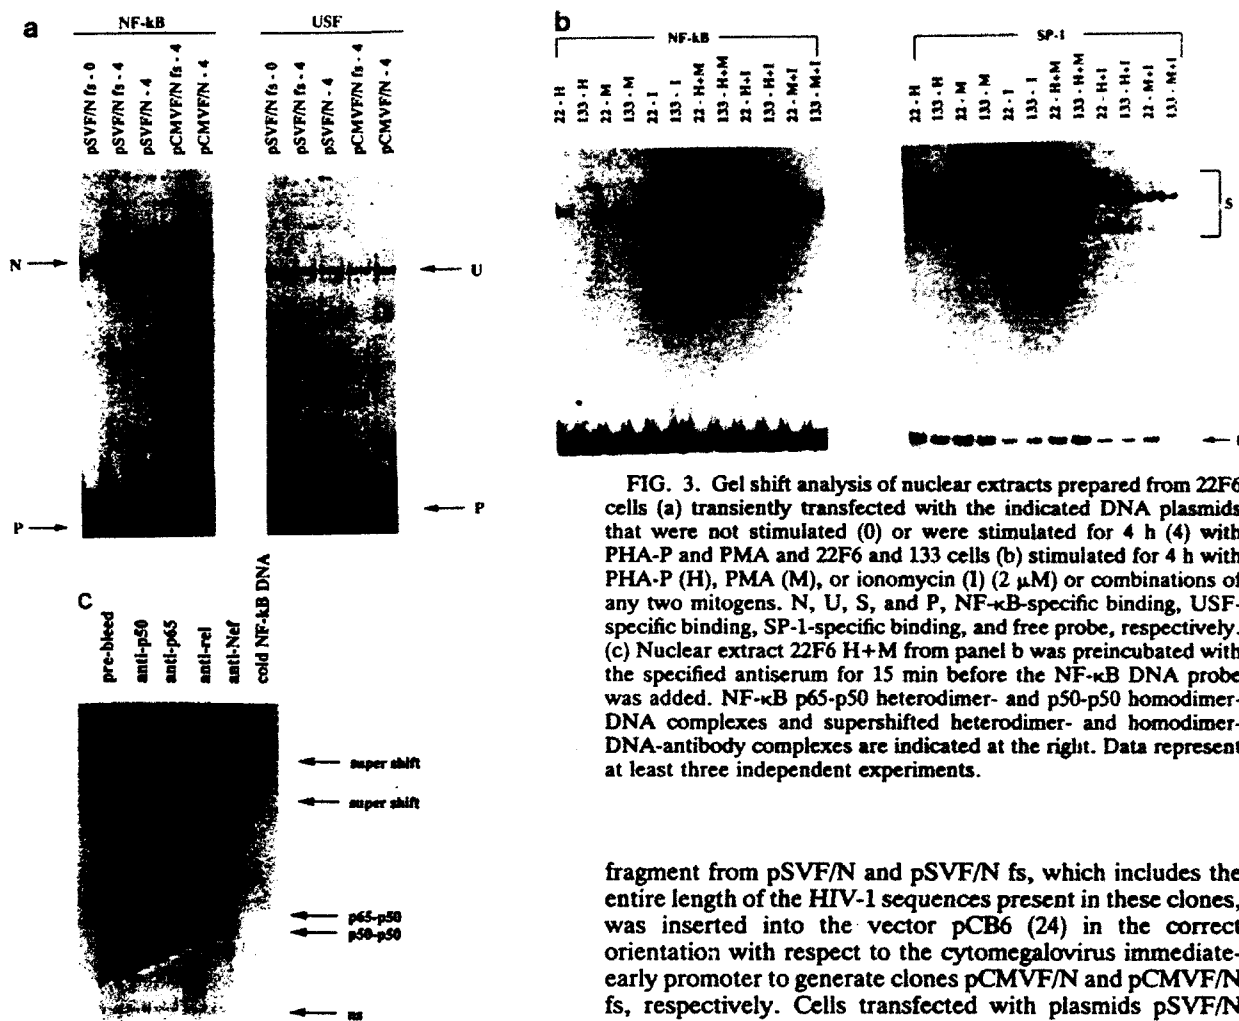 a
NF-kB
USF
pSVF/N fs - 0
pSVF/N fs - 4
pSVF/N - 4
pCMVF/N fs - 4
pCMVF/N - 4
pSVF/N fs - 0
pSVF/N fs - 4
pSVF/N - 4
pCMVF/N fs - 4
pCMVF/N - 4
N
U
P
P
b
NF-kB
SP-1
22 - H
133 - H
22 - M
133 - M
22 - I
133 - I
22 - H+M
133 - H+M
22 - H+I
133 - H+I
22 - M+I
133 - M+I
22 - H
133 - H
22 - M
133 - M
22 - I
133 - I
22 - H+M
133 - H+M
22 - H+I
133 - H+I
22 - M+I
133 - M+I
S
c
pre-bleed
anti-p50
anti-p65
anti-rel
anti-Nef
cold NF-kB DNA
super shift
super shift
p65-p50
p50-p50
ns
FIG. 3. Gel shift analysis of nuclear extracts prepared from 22F6
cells (a) transiently transfected with the indicated DNA plasmids
that were not stimulated (0) or were stimulated for 4 h (4) with
PHA-P and PMA and 22F6 and 133 cells (b) stimulated for 4 h with
PHA-P (H), PMA (M), or ionomycin (I) (2 μM) or combinations of
any two mitogens. N, U, S, and P, NF-κB-specific binding, USF-
specific binding, SP-1-specific binding, and free probe, respectively.
(c) Nuclear extract 22F6 H+M from panel b was preincubated with
the specified antiserum for 15 min before the NF-κB DNA probe
was added. NF-κB p65-p50 heterodimer- and p50-p50 homodimer-
DNA complexes and supershifted heterodimer- and homodimer-
DNA-antibody complexes are indicated at the right. Data represent
at least three independent experiments.
fragment from pSVF/N and pSVF/N fs, which includes the
entire length of the HIV-1 sequences present in these clones,
was inserted into the vector pCB6 (24) in the correct
orientation with respect to the cytomegalovirus immediate-
early promoter to generate clones pCMVF/N and pCMVF/N
fs, respectively. Cells transfected with plasmids pSVF/N